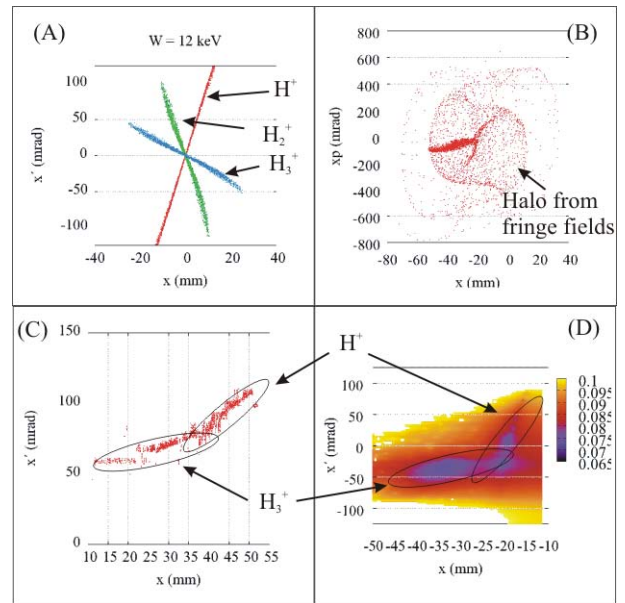 (A)
W = 12 keV
100
50
0
-50
-100
x´ (mrad)
-40 -20 0 20 40
x (mm)
H+
H2+
H3+
(B)
800
600
400
200
0
-200
-400
-600
-800
xp (mrad)
-80 -60 -40 -20 0 20 40
x (mm)
Halo from
fringe fields
(C)
150
100
50
0
x´ (mrad)
10 15 20 25 30 35 40 45 50 55
x (mm)
H+
H3+
(D)
100
50
0
-50
-100
x´ (mrad)
-50 -45 -40 -35 -30 -25 -20 -15 -10
x (mm)
0.1
0.095
0.09
0.085
0.08
0.075
0.07
0.065